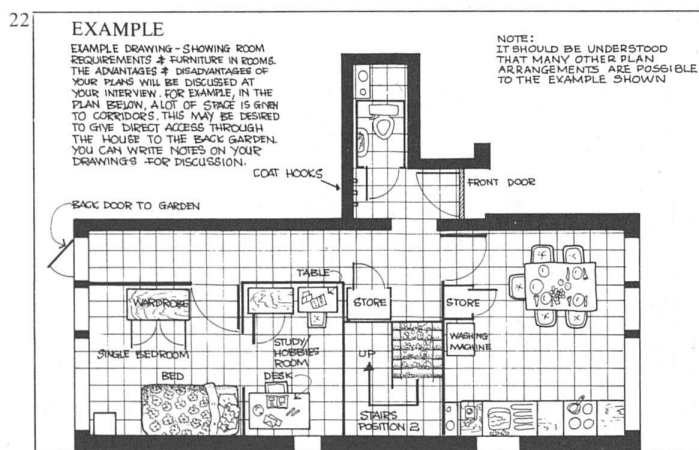 22
EXAMPLE
EXAMPLE DRAWING - SHOWING ROOM
REQUIREMENTS & FURNITURE IN ROOMS.
THE ADVANTAGES & DISADVANTAGES OF
YOUR PLANS WILL BE DISCUSSED AT
YOUR INTERVIEW. FOR EXAMPLE, IN THE
PLAN BELOW, A LOT OF SPACE IS GIVEN
TO CORRIDORS. THIS MAY BE DESIRED
TO GIVE DIRECT ACCESS THROUGH
THE HOUSE TO THE BACK GARDEN.
YOU CAN WRITE NOTES ON YOUR
DRAWINGS FOR DISCUSSION.
NOTE:
IT SHOULD BE UNDERSTOOD
THAT MANY OTHER PLAN
ARRANGEMENTS ARE POSSIBLE
TO THE EXAMPLE SHOWN
COAT HOOKS
FRONT DOOR
BACK DOOR TO GARDEN
TABLE
WARDROBE
STORE
STORE
SINGLE BEDROOM
STUDY/
HOBBIES
ROOM
UP
WASHING
MACHINE
BED
DESK
STAIRS
POSITION 2